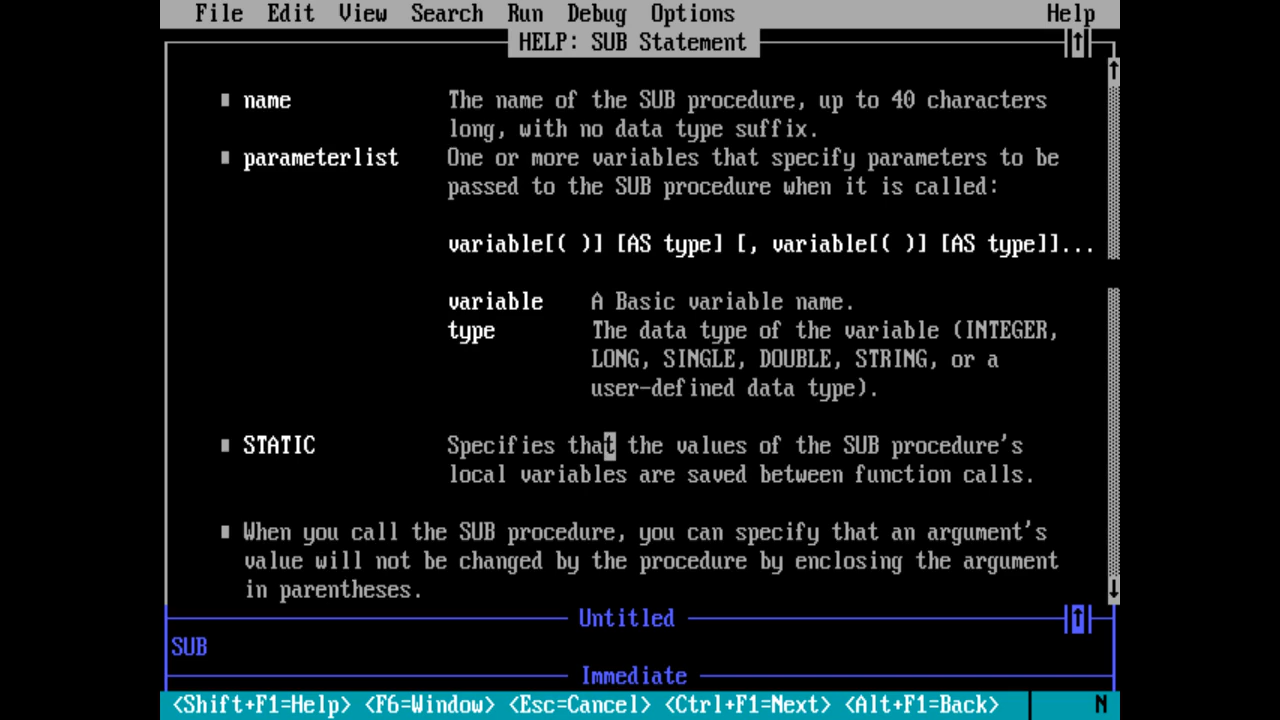 File Edit View Search Run Debug Options Help
HELP: SUB Statement
name The name of the SUB procedure, up to 40 characters
long, with no data type suffix.
parameterlist One or more variables that specify parameters to be
passed to the SUB procedure when it is called:
variable[( )] [AS type] [, variable[( )] [AS type]]...
variable A Basic variable name.
type The data type of the variable (INTEGER,
LONG, SINGLE, DOUBLE, STRING, or a
user-defined data type).
STATIC Specifies that the values of the SUB procedure's
local variables are saved between function calls.
When you call the SUB procedure, you can specify that an argument's
value will not be changed by the procedure by enclosing the argument
in parentheses.
Untitled
SUB
Immediate
<Shift+F1=Help> <F6=Window> <Esc=Cancel> <Ctrl+F1=Next> <Alt+F1=Back> N